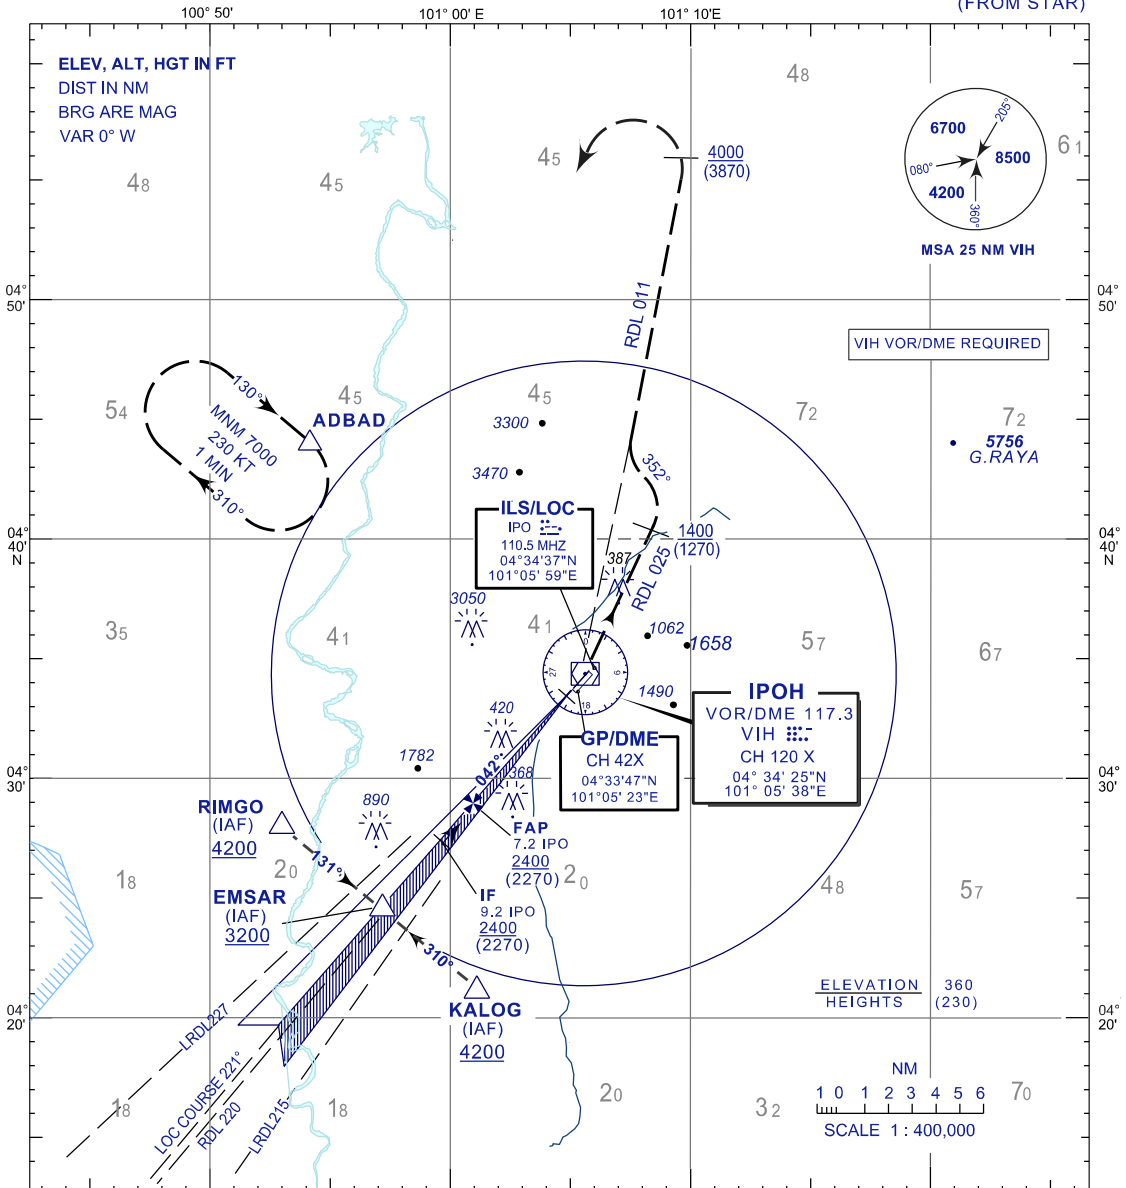 (FROM STAR)
100° 50'
101° 00' E
101° 10'E
ELEV, ALT, HGT IN FT
DIST IN NM
BRG ARE MAG
VAR 0° W
48
205°
6700
8500
080°
4200
360°
MSA 25 NM VIH
61
45
4000
(3870)
48
45
04°
50'
04°
50'
RDL 011
VIH VOR/DME REQUIRED
130°
MNM 7000
230 KT
1 MIN
310°
ADBAD
54
45
45
72
72
3300
5756
G.RAYA
3470
352°
ILS/LOC
IPO
110.5 MHZ
04°34'37"N
101°05' 59"E
1400
(1270)
387
RDL 025
04°
40'
N
04°
40'
N
3050
35
41
41
1062
1658
57
67
0
9
18
27
1490
IPOH
VOR/DME 117.3
VIH
CH 120 X
04° 34' 25"N
101° 05' 38"E
420
GP/DME
CH 42X
04°33'47"N
101°05' 23"E
1782
042°
368
04°
30'
04°
30'
RIMGO
(IAF)
4200
890
131°
FAP
7.2 IPO
2400
(2270)
18
20
20
48
57
EMSAR
(IAF)
3200
IF
9.2 IPO
2400
(2270)
310°
KALOG
(IAF)
4200
ELEVATION 360
HEIGHTS (230)
04°
20'
04°
20'
LRDL227
LOC COURSE 221°
RDL 220
LRDL215
18
18
20
32
70
NM
1 0 1 2 3 4 5 6
SCALE 1 : 400,000